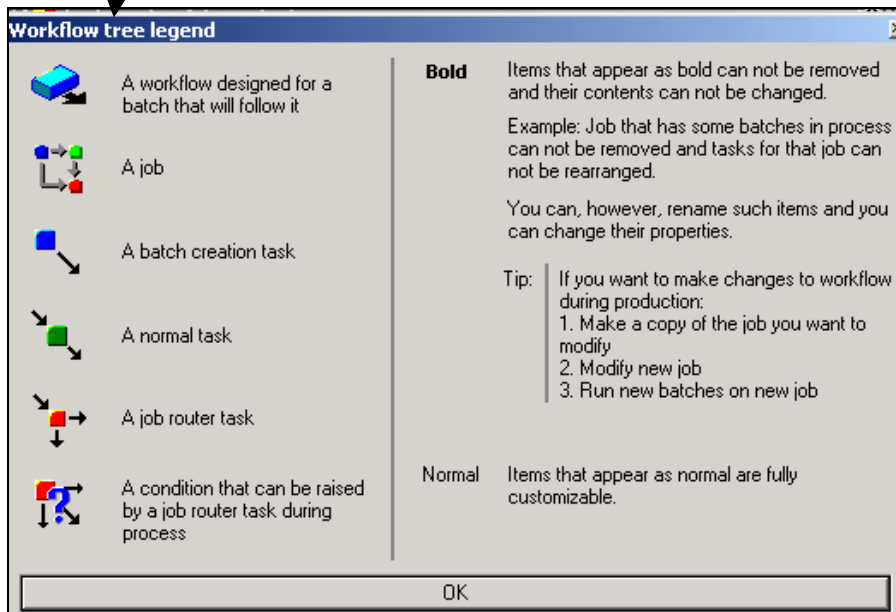 Workflow tree legend
A workflow designed for a
batch that will follow it
A job
A batch creation task
A normal task
A job router task
A condition that can be raised
by a job router task during
process
Bold
Items that appear as bold can not be removed
and their contents can not be changed.
Example: Job that has some batches in process
can not be removed and tasks for that job can
not be rearranged.
You can, however, rename such items and you
can change their properties.
Tip:
If you want to make changes to workflow
during production:
1. Make a copy of the job you want to
modify
2. Modify new job
3. Run new batches on new job
Normal
Items that appear as normal are fully
customizable.
OK